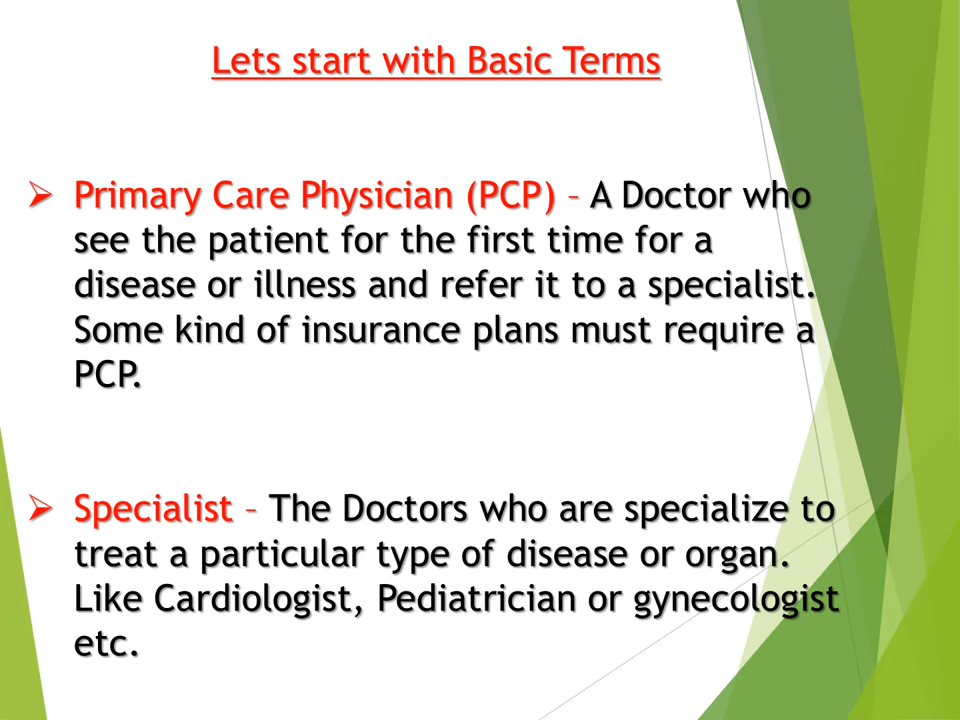 Lets start with Basic Terms
➢ Primary Care Physician (PCP) – A Doctor who
see the patient for the first time for a
disease or illness and refer it to a specialist.
Some kind of insurance plans must require a
PCP.
➢ Specialist – The Doctors who are specialize to
treat a particular type of disease or organ.
Like Cardiologist, Pediatrician or gynecologist
etc.